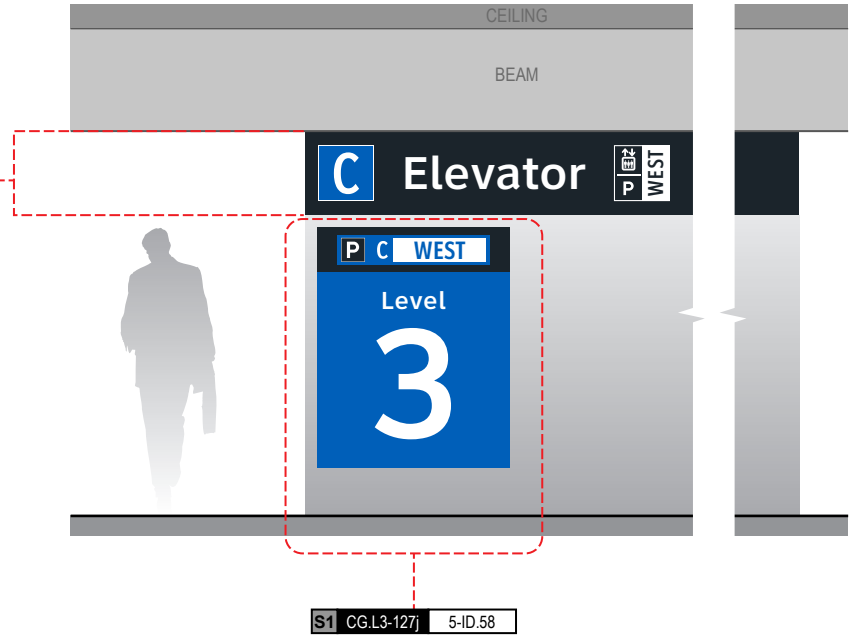 CEILING
BEAM
C Elevator P WEST
P C WEST
Level
3
S1 CG.L3-127j 5-ID.58